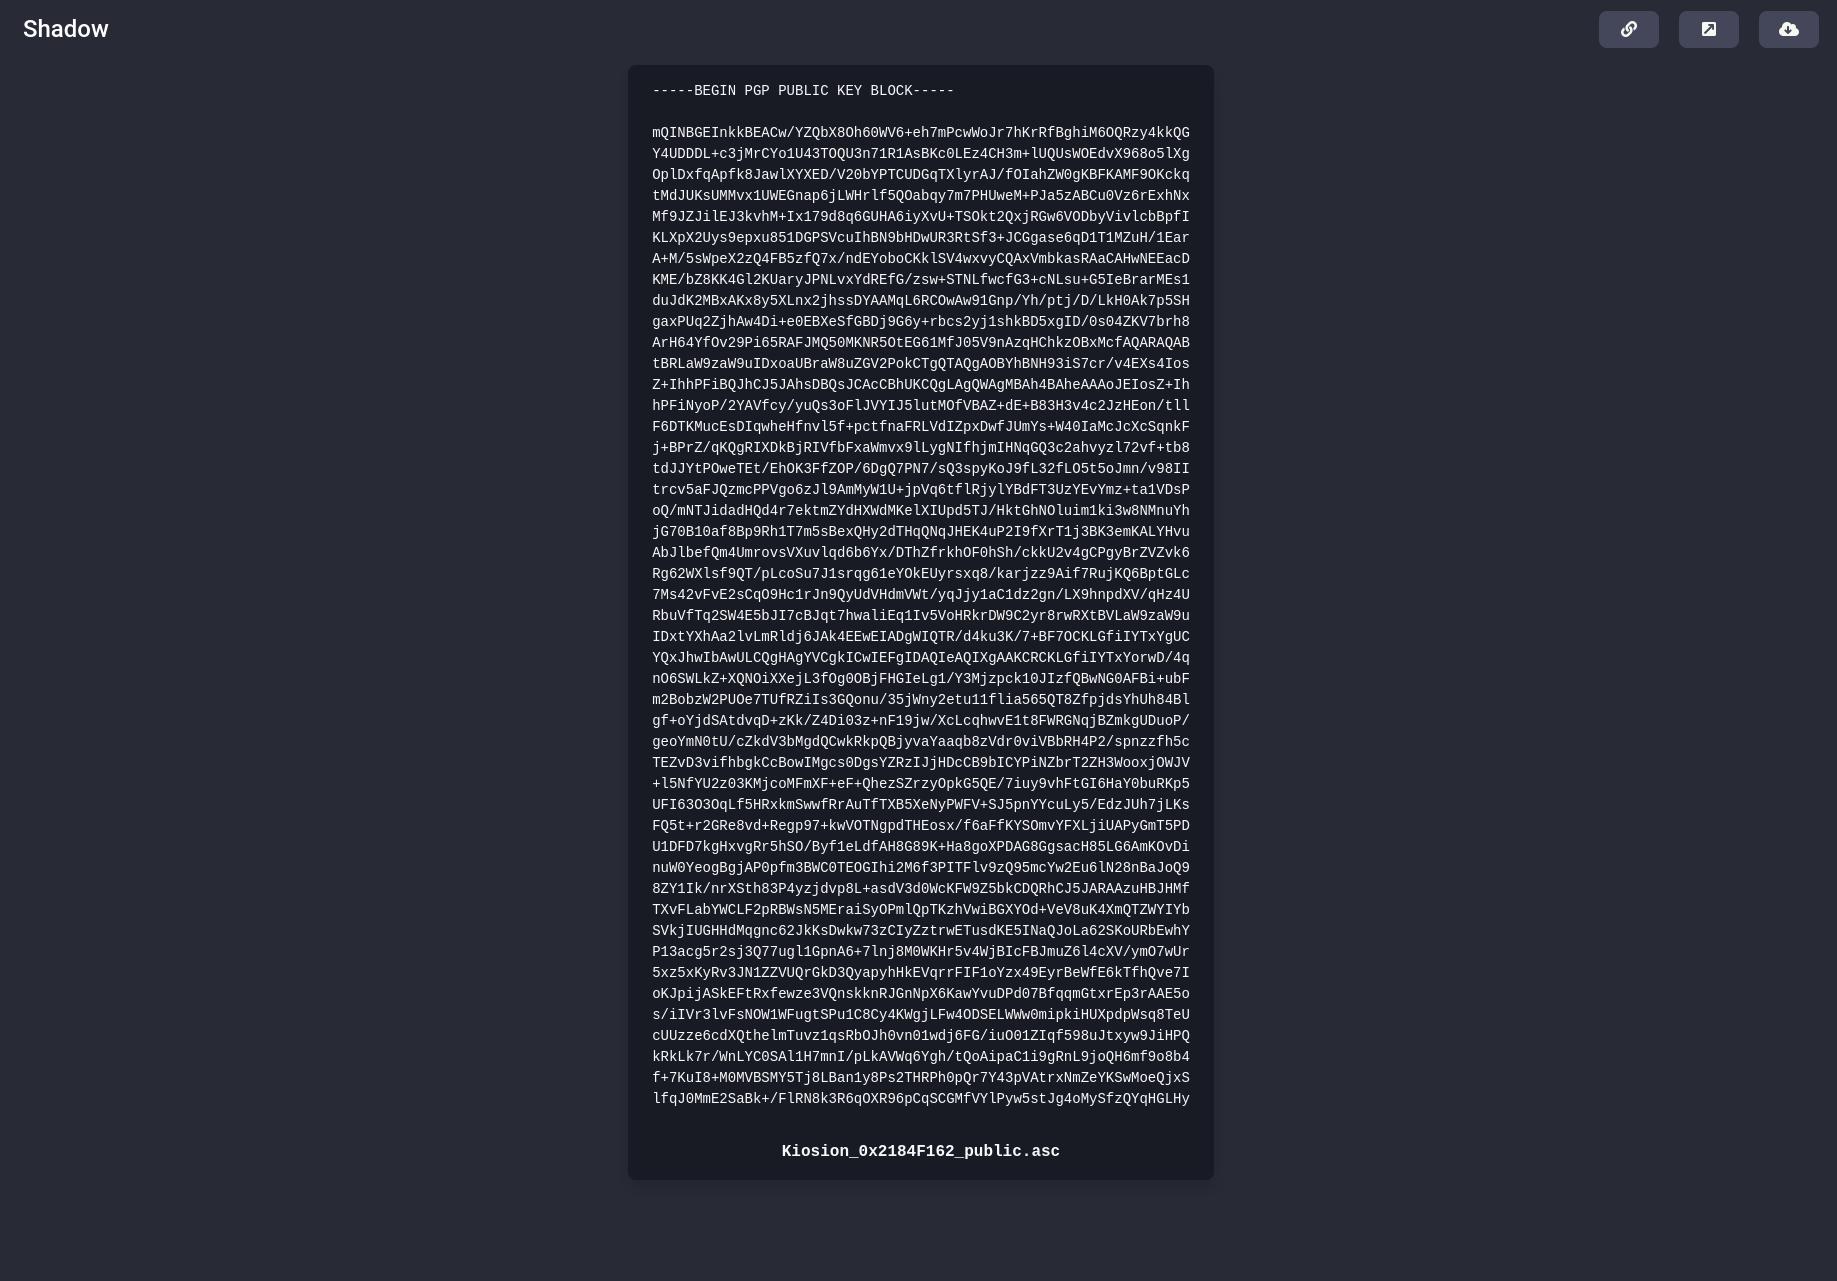 Shadow
-----BEGIN PGP PUBLIC KEY BLOCK-----
mQINBGEInkkBEACw/YZQbX8Oh60WV6+eh7mPcwWoJr7hKrRfBghiM6OQRzy4kkQG
Y4UDDDL+c3jMrCYo1U43TOQU3n71R1AsBKc0LEz4CH3m+lUQUsWOEdvX968o5lXg
OplDxfqApfk8JawlXYXED/V20bYPTCUDGqTXlyrAJ/fOIahZW0gKBFKAMF9OKckq
tMdJUKsUMMvx1UWEGnap6jLWHrlf5QOabqy7m7PHUweM+PJa5zABCu0Vz6rExhNx
Mf9JZJilEJ3kvhM+Ix179d8q6GUHA6iyXvU+TSOkt2QxjRGw6VODbyVivlcbBpfI
KLXpX2Uys9epxu851DGPSVcuIhBN9bHDwUR3RtSf3+JCGgase6qD1T1MZuH/1Ear
A+M/5sWpeX2zQ4FB5zfQ7x/ndEYoboCKklSV4wxvyCQAxVmbkasRAaCAHwNEEacD
KME/bZ8KK4Gl2KUaryJPNLvxYdREfG/zsw+STNLfwcfG3+cNLsu+G5IeBrarMEs1
duJdK2MBxAKx8y5XLnx2jhssDYAAMqL6RCOwAw91Gnp/Yh/ptj/D/LkH0Ak7p5SH
gaxPUq2ZjhAw4Di+e0EBXeSfGBDj9G6y+rbcs2yj1shkBD5xgID/0s04ZKV7brh8
ArH64YfOv29Pi65RAFJMQ50MKNR5OtEG61MfJ05V9nAzqHChkzOBxMcfAQARAQAB
tBRLaW9zaW9uIDxoaUBraW8uZGV2PokCTgQTAQgAOBYhBNH93iS7cr/v4EXs4Ios
Z+IhhPFiBQJhCJ5JAhsDBQsJCAcCBhUKCQgLAgQWAgMBAh4BAheAAAoJEIosZ+Ih
hPFiNyoP/2YAVfcy/yuQs3oFlJVYIJ5lutMOfVBAZ+dE+B83H3v4c2JzHEon/tll
F6DTKMucEsDIqwheHfnvl5f+pctfnaFRLVdIZpxDwfJUmYs+W40IaMcJcXcSqnkF
j+BPrZ/qKQgRIXDkBjRIVfbFxaWmvx9lLygNIfhjmIHNqGQ3c2ahvyzl72vf+tb8
tdJJYtPOweTEt/EhOK3FfZOP/6DgQ7PN7/sQ3spyKoJ9fL32fLO5t5oJmn/v98II
trcv5aFJQzmcPPVgo6zJl9AmMyW1U+jpVq6tflRjylYBdFT3UzYEvYmz+ta1VDsP
oQ/mNTJidadHQd4r7ektmZYdHXWdMKelXIUpd5TJ/HktGhNOluim1ki3w8NMnuYh
jG70B10af8Bp9Rh1T7m5sBexQHy2dTHqQNqJHEK4uP2I9fXrT1j3BK3emKALYHvu
AbJlbefQm4UmrovsVXuvlqd6b6Yx/DThZfrkhOF0hSh/ckkU2v4gCPgyBrZVZvk6
Rg62WXlsf9QT/pLcoSu7J1srqg61eYOkEUyrsxq8/karjzz9Aif7RujKQ6BptGLc
7Ms42vFvE2sCqO9Hc1rJn9QyUdVHdmVWt/yqJjy1aC1dz2gn/LX9hnpdXV/qHz4U
RbuVfTq2SW4E5bJI7cBJqt7hwaliEq1Iv5VoHRkrDW9C2yr8rwRXtBVLaW9zaW9u
IDxtYXhAa2lvLmRldj6JAk4EEwEIADgWIQTR/d4ku3K/7+BF7OCKLGfiIYTxYgUC
YQxJhwIbAwULCQgHAgYVCgkICwIEFgIDAQIeAQIXgAAKCRCKLGfiIYTxYorwD/4q
nO6SWLkZ+XQNOiXXejL3fOg0OBjFHGIeLg1/Y3Mjzpck10JIzfQBwNG0AFBi+ubF
m2BobzW2PUOe7TUfRZiIs3GQonu/35jWny2etu11flia565QT8ZfpjdsYhUh84Bl
gf+oYjdSAtdvqD+zKk/Z4Di03z+nF19jw/XcLcqhwvE1t8FWRGNqjBZmkgUDuoP/
geoYmN0tU/cZkdV3bMgdQCwkRkpQBjyvaYaaqb8zVdr0viVBbRH4P2/spnzzfh5c
TEZvD3vifhbgkCcBowIMgcs0DgsYZRzIJjHDcCB9bICYPiNZbrT2ZH3WooxjOWJV
+l5NfYU2z03KMjcoMFmXF+eF+QhezSZrzyOpkG5QE/7iuy9vhFtGI6HaY0buRKp5
UFI63O3OqLf5HRxkmSwwfRrAuTfTXB5XeNyPWFV+SJ5pnYYcuLy5/EdzJUh7jLKs
FQ5t+r2GRe8vd+Regp97+kwVOTNgpdTHEosx/f6aFfKYSOmvYFXLjiUAPyGmT5PD
U1DFD7kgHxvgRr5hSO/Byf1eLdfAH8G89K+Ha8goXPDAG8GgsacH85LG6AmKOvDi
nuW0YeogBgjAP0pfm3BWC0TEOGIhi2M6f3PITFlv9zQ95mcYw2Eu6lN28nBaJoQ9
8ZY1Ik/nrXSth83P4yzjdvp8L+asdV3d0WcKFW9Z5bkCDQRhCJ5JARAAzuHBJHMf
TXvFLabYWCLF2pRBWsN5MEraiSyOPmlQpTKzhVwiBGXYOd+VeV8uK4XmQTZWYIYb
SVkjIUGHHdMqgnc62JkKsDwkw73zCIyZztrwETusdKE5INaQJoLa62SKoURbEwhY
P13acg5r2sj3Q77ugl1GpnA6+7lnj8M0WKHr5v4WjBIcFBJmuZ6l4cXV/ymO7wUr
5xz5xKyRv3JN1ZZVUQrGkD3QyapyhHkEVqrrFIF1oYzx49EyrBeWfE6kTfhQve7I
oKJpijASkEFtRxfewze3VQnskknRJGnNpX6KawYvuDPd07BfqqmGtxrEp3rAAE5o
s/iIVr3lvFsNOW1WFugtSPu1C8Cy4KWgjLFw4ODSELWWw0mipkiHUXpdpWsq8TeU
cUUzze6cdXQthelmTuvz1qsRbOJh0vn01wdj6FG/iuO01ZIqf598uJtxyw9JiHPQ
kRkLk7r/WnLYC0SAl1H7mnI/pLkAVWq6Ygh/tQoAipaC1i9gRnL9joQH6mf9o8b4
f+7KuI8+M0MVBSMY5Tj8LBan1y8Ps2THRPh0pQr7Y43pVAtrxNmZeYKSwMoeQjxS
lfqJ0MmE2SaBk+/FlRN8k3R6qOXR96pCqSCGMfVYlPyw5stJg4oMySfzQYqHGLHy
Kiosion_0x2184F162_public.asc